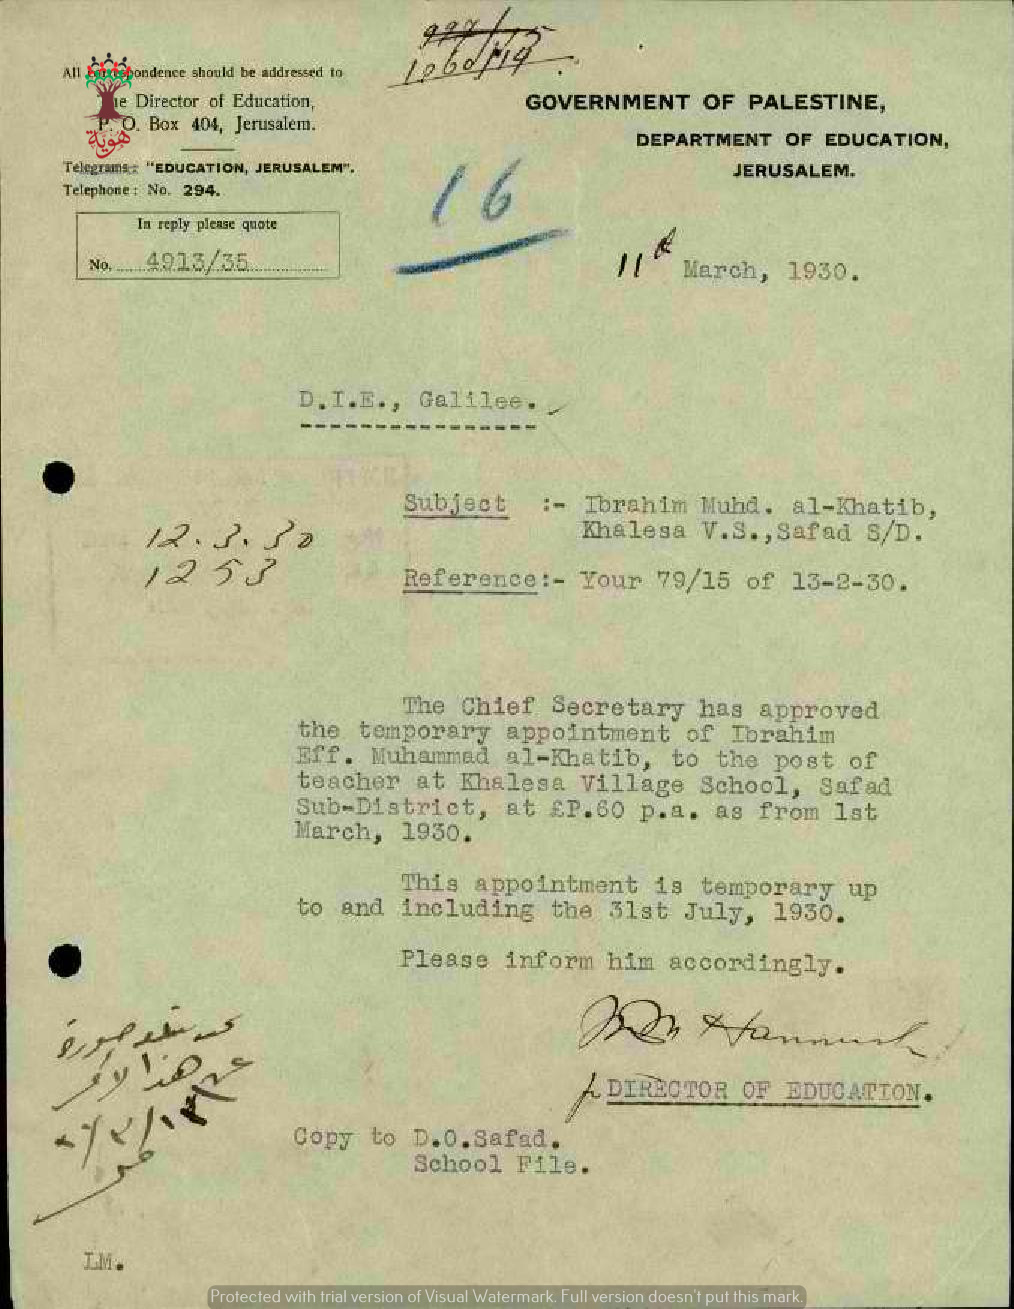 997/15
1060/14
All correspondence should be addressed to
The Director of Education,
P. O. Box 404, Jerusalem.
Telegrams: "EDUCATION, JERUSALEM".
Telephone: No. 294.
هوية
In reply please quote
No. 4913/35
GOVERNMENT OF PALESTINE,
DEPARTMENT OF EDUCATION,
JERUSALEM.
16
11th March, 1930.
D.I.E., Galilee.
Subject :- Ibrahim Muhd. al-Khatib,
Khalesa V.S.,Safad S/D.
12.3.30
1253
Reference:- Your 79/15 of 13-2-30.
The Chief Secretary has approved
the temporary appointment of Ibrahim
Eff. Muhammad al-Khatib, to the post of
teacher at Khalesa Village School, Safad
Sub-District, at £P.60 p.a. as from 1st
March, 1930.
This appointment is temporary up
to and including the 31st July, 1930.
Please inform him accordingly.
صورة
هذا الامر
p DIRECTOR OF EDUCATION.
Copy to D.O.Safad.
School File.
LM.
Protected with trial version of Visual Watermark. Full version doesn't put this mark.